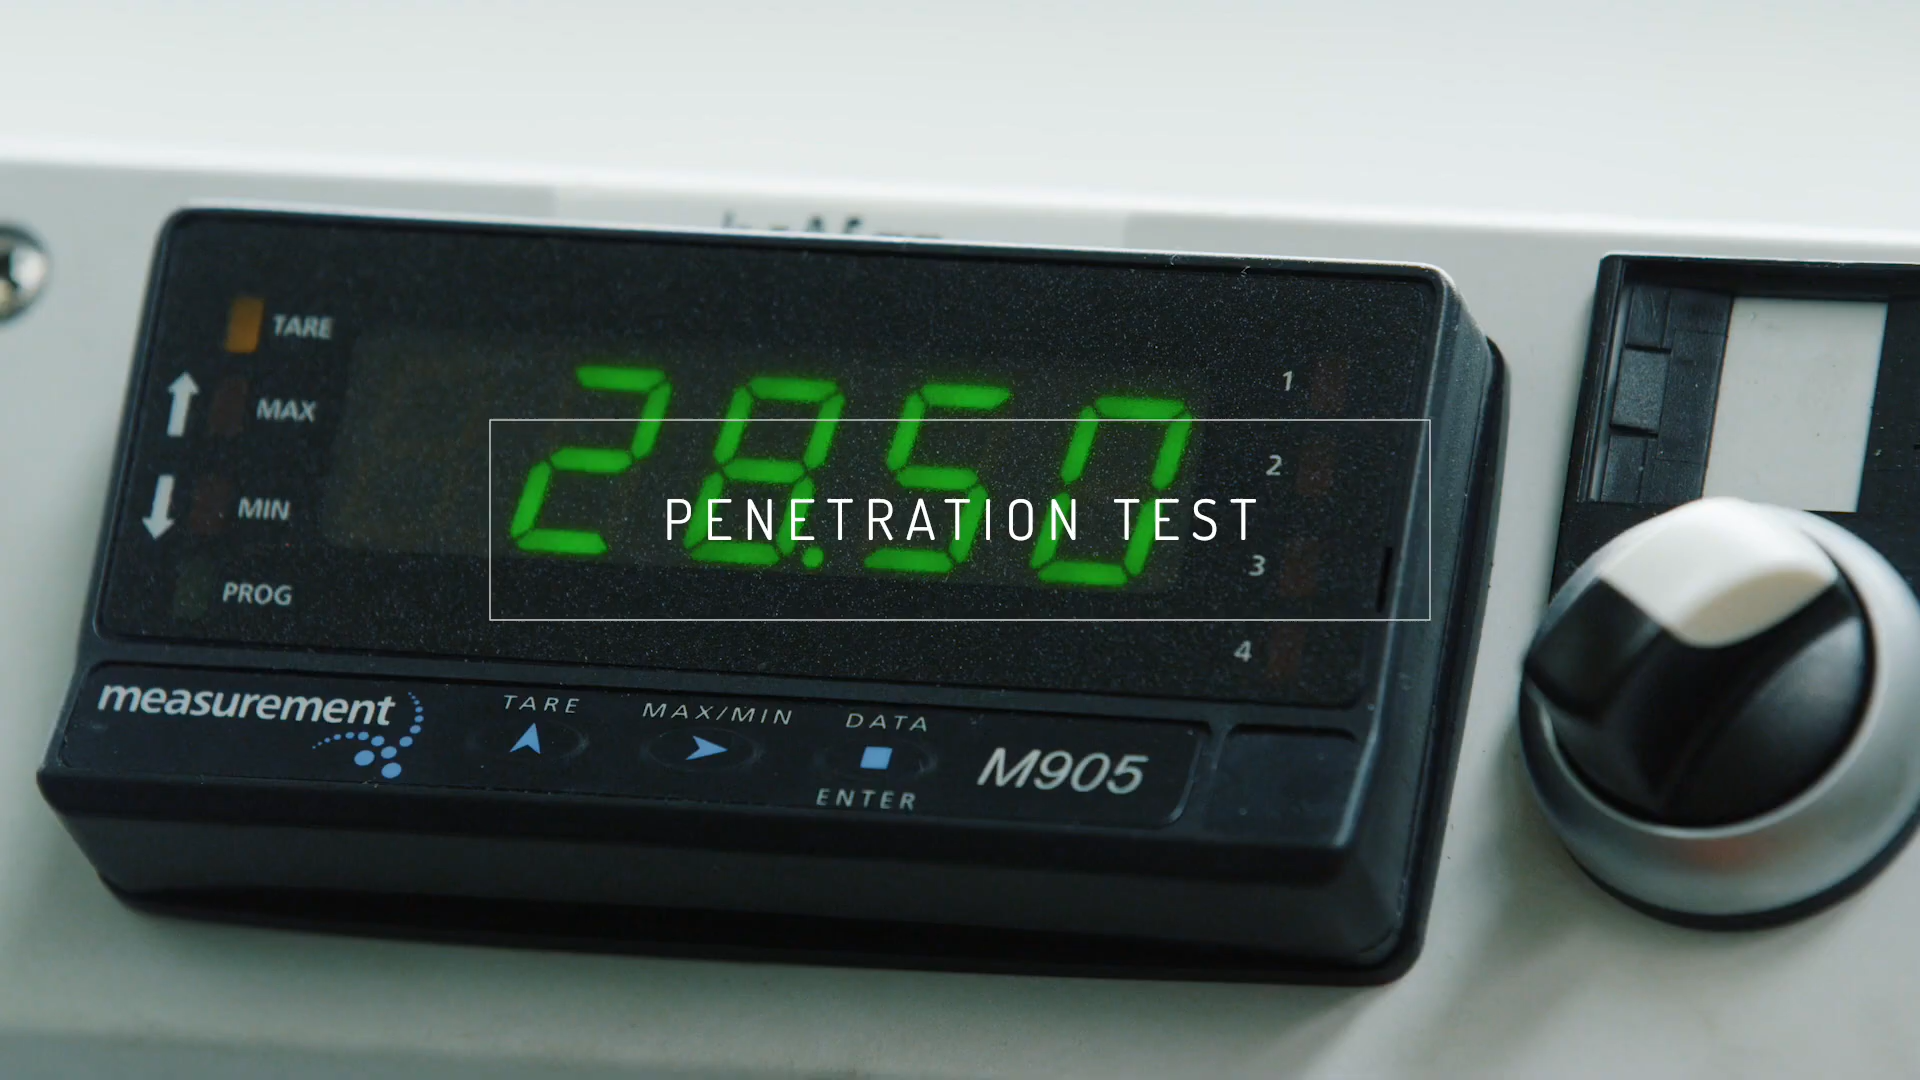 TARE
MAX
MIN
PROG
28.50
1
2
3
4
PENETRATION TEST
measurement
TARE
MAX/MIN
DATA
ENTER
M905